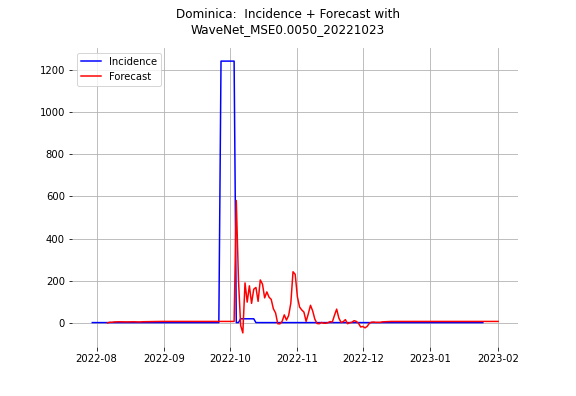 Dominica:  Incidence + Forecast with
WaveNet_MSE0.0050_20221023
Incidence
Forecast
1200
1000
800
600
400
200
0
2022-08 2022-09 2022-10 2022-11 2022-12 2023-01 2023-02